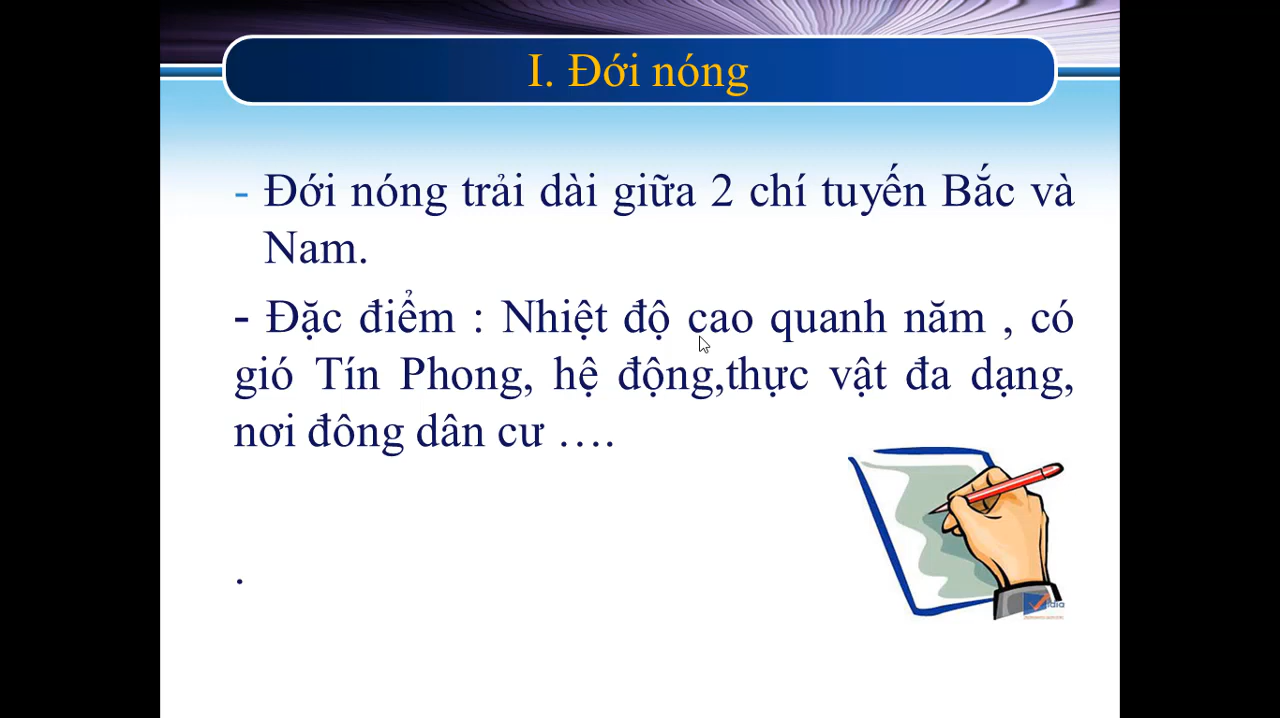 I. Đới nóng
- Đới nóng trải dài giữa 2 chí tuyến Bắc và
Nam.
- Đặc điểm : Nhiệt độ cao quanh năm , có
gió Tín Phong, hệ động,thực vật đa dạng,
nơi đông dân cư ….
.